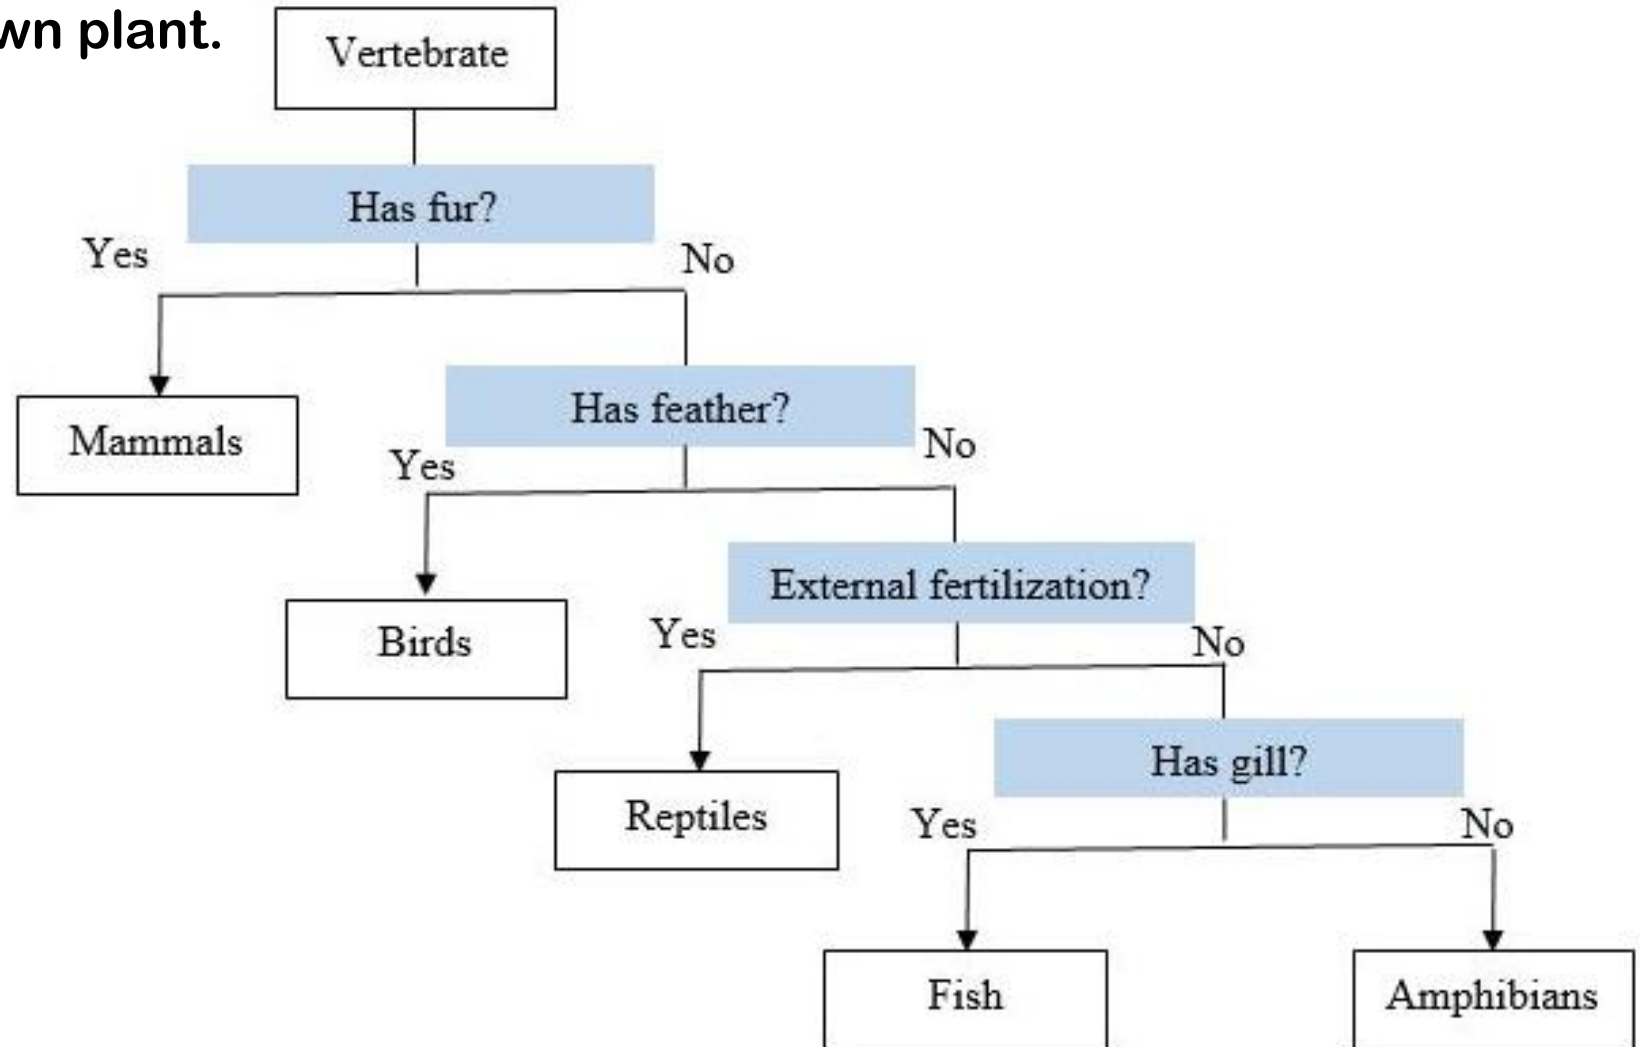 wn plant.
Vertebrate
Has fur?
Yes
No
Mammals
Has feather?
Yes
No
Birds
External fertilization?
Yes
No
Reptiles
Has gill?
Yes
No
Fish
Amphibians